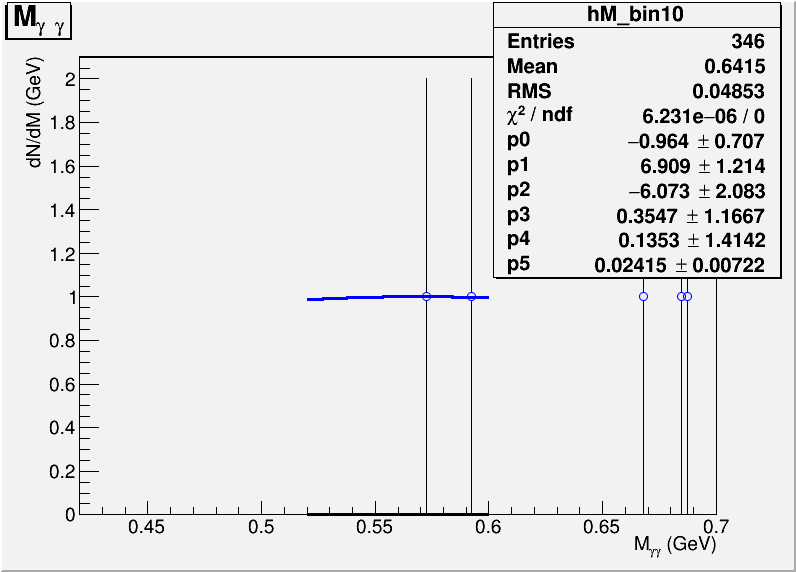 M γ γ
hM_bin10
Entries 346
Mean 0.6415
RMS 0.04853
χ² / ndf 6.231e−06 / 0
p0 −0.964 ± 0.707
p1 6.909 ± 1.214
p2 −6.073 ± 2.083
p3 0.3547 ± 1.1667
p4 0.1353 ± 1.4142
p5 0.02415 ± 0.00722
dN/dM (GeV)
2
1.8
1.6
1.4
1.2
1
0.8
0.6
0.4
0.2
0
0.45 0.5 0.55 0.6 0.65 0.7
M γγ (GeV)